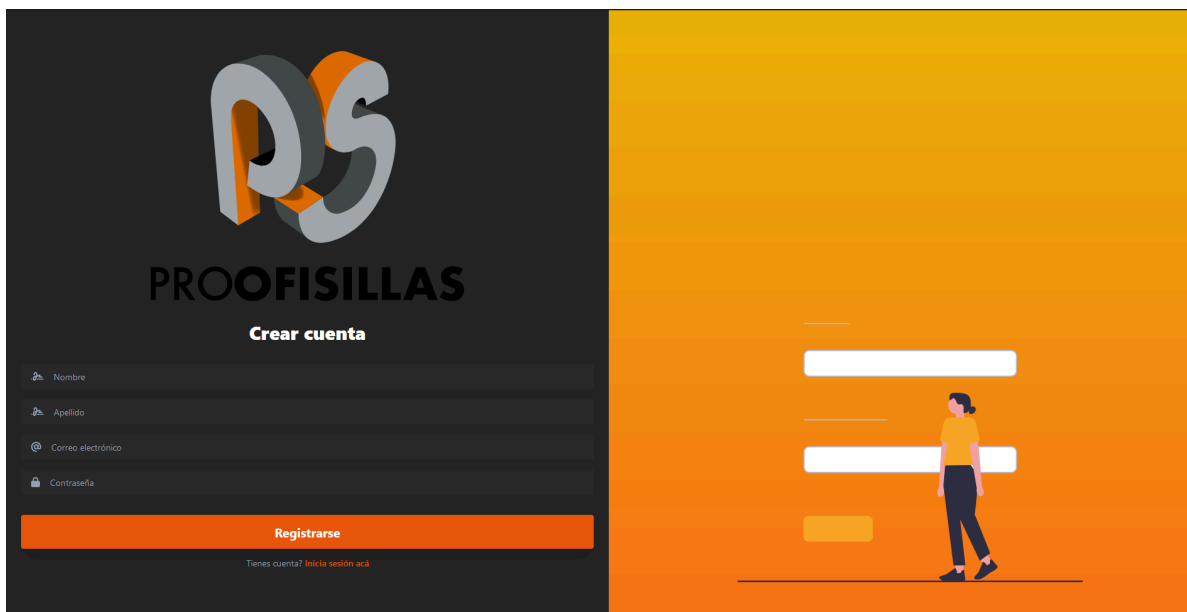 PS
PROOFISILLAS
Crear cuenta
Nombre
Apellido
@ Correo electrónico
Contraseña
Registrarse
Tienes cuenta? Inicia sesión acá